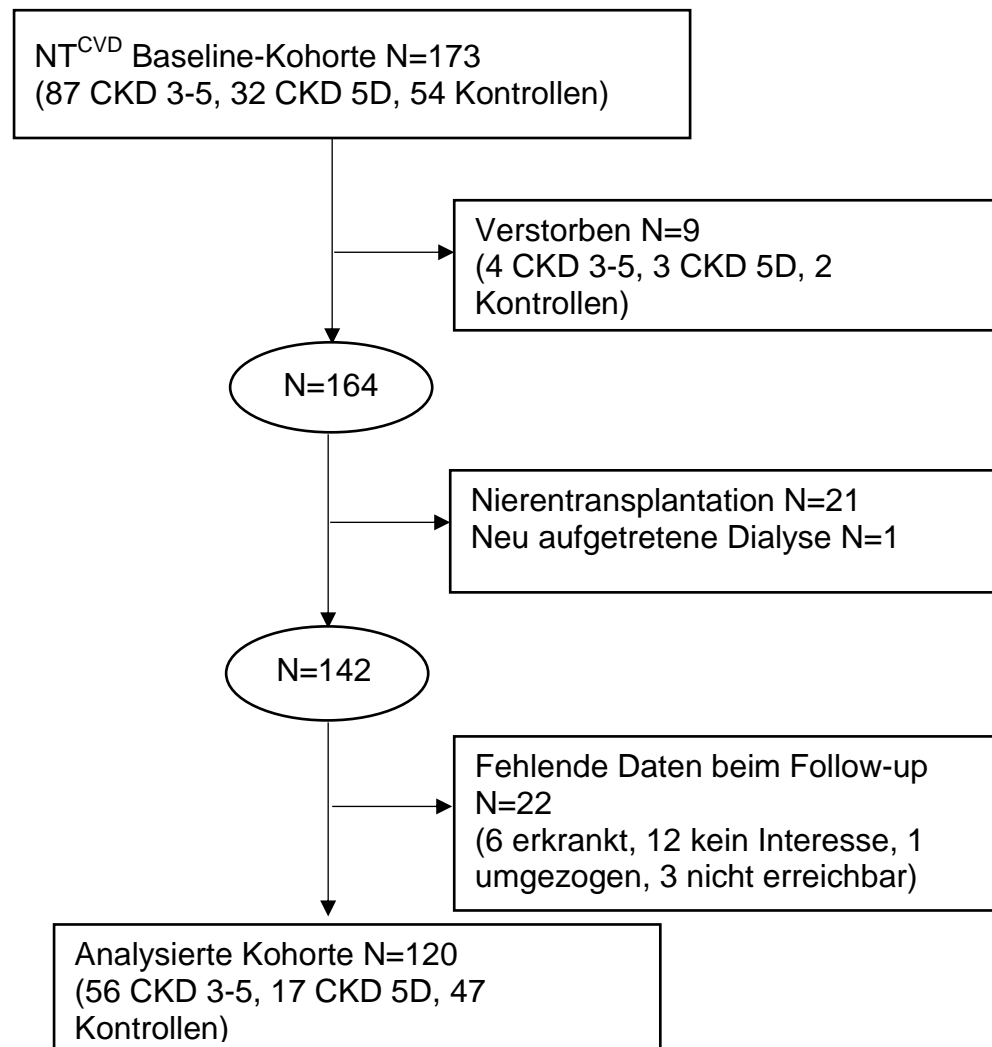 NT^CVD Baseline-Kohorte N=173
(87 CKD 3-5, 32 CKD 5D, 54 Kontrollen)
Verstorben N=9
(4 CKD 3-5, 3 CKD 5D, 2
Kontrollen)
N=164
Nierentransplantation N=21
Neu aufgetretene Dialyse N=1
N=142
Fehlende Daten beim Follow-up
N=22
(6 erkrankt, 12 kein Interesse, 1
umgezogen, 3 nicht erreichbar)
Analysierte Kohorte N=120
(56 CKD 3-5, 17 CKD 5D, 47
Kontrollen)